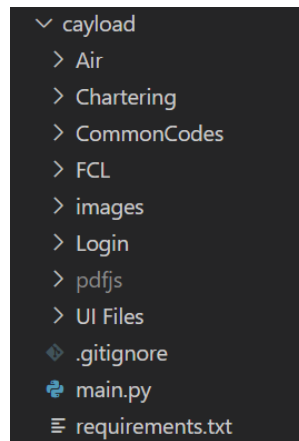 cayload
Air
Chartering
CommonCodes
FCL
images
Login
pdfjs
UI Files
.gitignore
main.py
requirements.txt